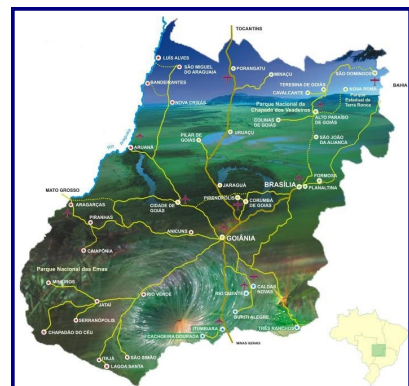 TOCANTINS
LUIS ALVES
SÃO MIGUEL
DO ARAGUAIA
PORANGATU
MINAÇU
SÃO DOMINGOS
BANDEIRANTES
TERESINA DE GOIÁS
CAVALCANTE
NOVA ROMA
BAHIA
Parque
Estadual da
Terra Ronca
NOVA CRIXÁS
Parque Nacional da
Chapada dos Veadeiros
COLINAS
DE GOIÁS
ALTO PARAÍSO
DE GOIÁS
Rio
PILAR DE
GOIÁS
URUAÇU
SÃO JOÃO
DA ALIANÇA
ARUANÃ
MATO GROSSO
JARAGUÁ
BRASÍLIA
FORMOSA
PLANALTINA
ARAGARÇAS
CIDADE DE
GOIÁS
PIRENÓPOLIS
CORUMBÁ
DE GOIÁS
PIRANHAS
ANICUNS
GOIÂNIA
CAIAPÔNIA
Parque Nacional das Emas
MINEIROS
RIO VERDE
RIO QUENTE
CALDAS
NOVAS
JATAÍ
SERRANÓPOLIS
BURITI ALEGRE
CHAPADÃO DO CÉU
ITUMBIARA
TRÊS RANCHOS
CACHOEIRA DOURADA
MINAS GERAIS
ITAJÁ
SÃO SIMÃO
LAGOA SANTA